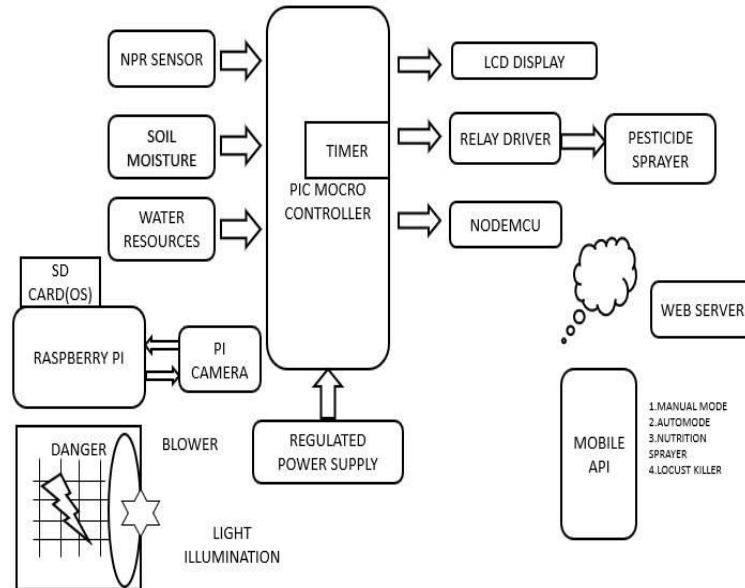 NPR SENSOR
LCD DISPLAY
SOIL
MOISTURE
TIMER
RELAY DRIVER
PESTICIDE
SPRAYER
PIC MOCRO
CONTROLLER
WATER
RESOURCES
NODEMCU
SD
CARD(OS)
WEB SERVER
RASPBERRY PI
PI
CAMERA
REGULATED
POWER SUPPLY
MOBILE
API
1.MANUAL MODE
2.AUTOMODE
3.NUTRITION
SPRAYER
4.LOCUST KILLER
DANGER
BLOWER
LIGHT
ILLUMINATION